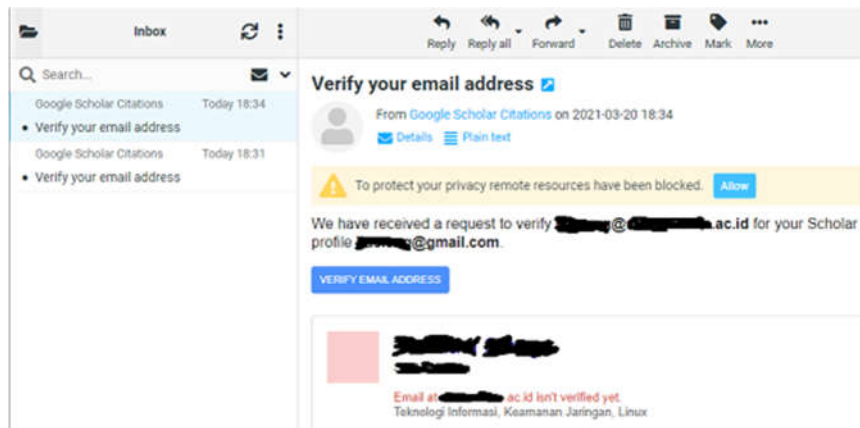 Inbox
Reply Reply all Forward Delete Archive Mark More
Search...
Google Scholar Citations Today 18:34
Verify your email address
Google Scholar Citations Today 18:31
Verify your email address
Verify your email address
From Google Scholar Citations on 2021-03-20 18:34
Details Plain text
To protect your privacy remote resources have been blocked. Allow
We have received a request to verify @ .ac.id for your Scholar
profile @gmail.com.
VERIFY EMAIL ADDRESS
Email at ac.id isn't verified yet.
Teknologi Informasi, Keamanan Jaringan, Linux